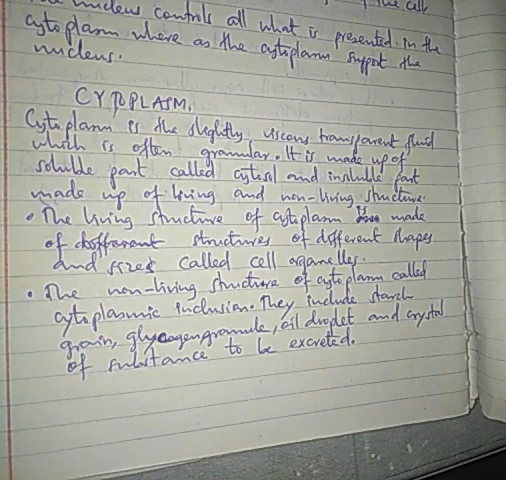 nucleus controls all what is presented in the
cytoplasm where as the cytoplasm support the
nucleus.
CYTOPLASM.
Cytoplasm is the slightly viscous transparent fluid
which is often granular. It is made up of
soluble part called cytosol and insoluble part
made up of living and non-living structure.
• The living structure of cytoplasm is made
of different structures of different shapes
and sizes called cell organelles.
• The non-living structure of cytoplasm called
cytoplasmic inclusion. They include starch
grain, glycogen granule, oil droplet and crystal
of substance to be excreted.